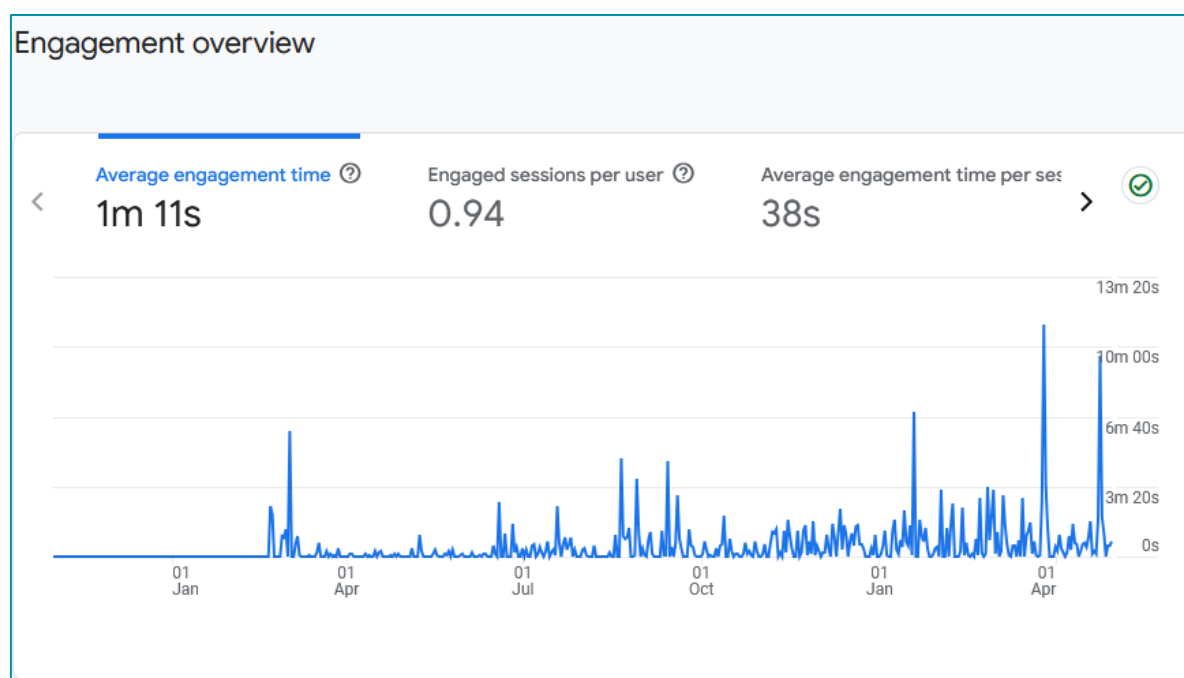 Engagement overview
Average engagement time
1m 11s
Engaged sessions per user
0.94
Average engagement time per ses
38s
13m 20s
10m 00s
6m 40s
3m 20s
0s
01
Jan
01
Apr
01
Jul
01
Oct
01
Jan
01
Apr